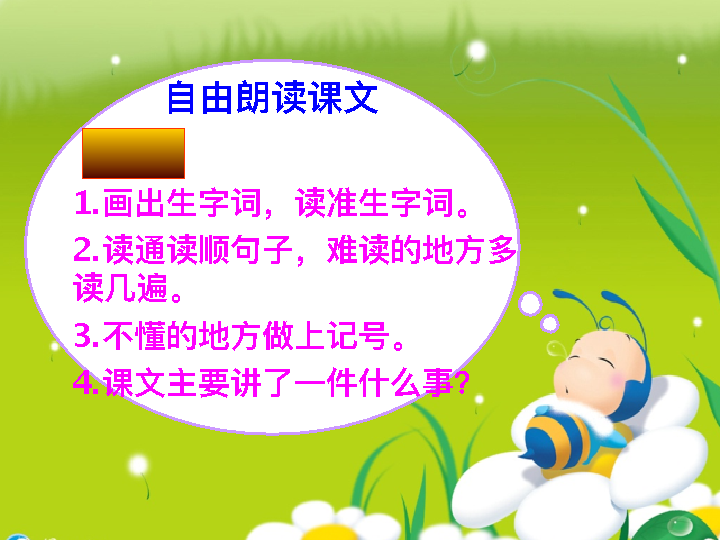 自由朗读课文
1.画出生字词，读准生字词。
2.读通读顺句子，难读的地方多
读几遍。
3.不懂的地方做上记号。
4.课文主要讲了一件什么事？